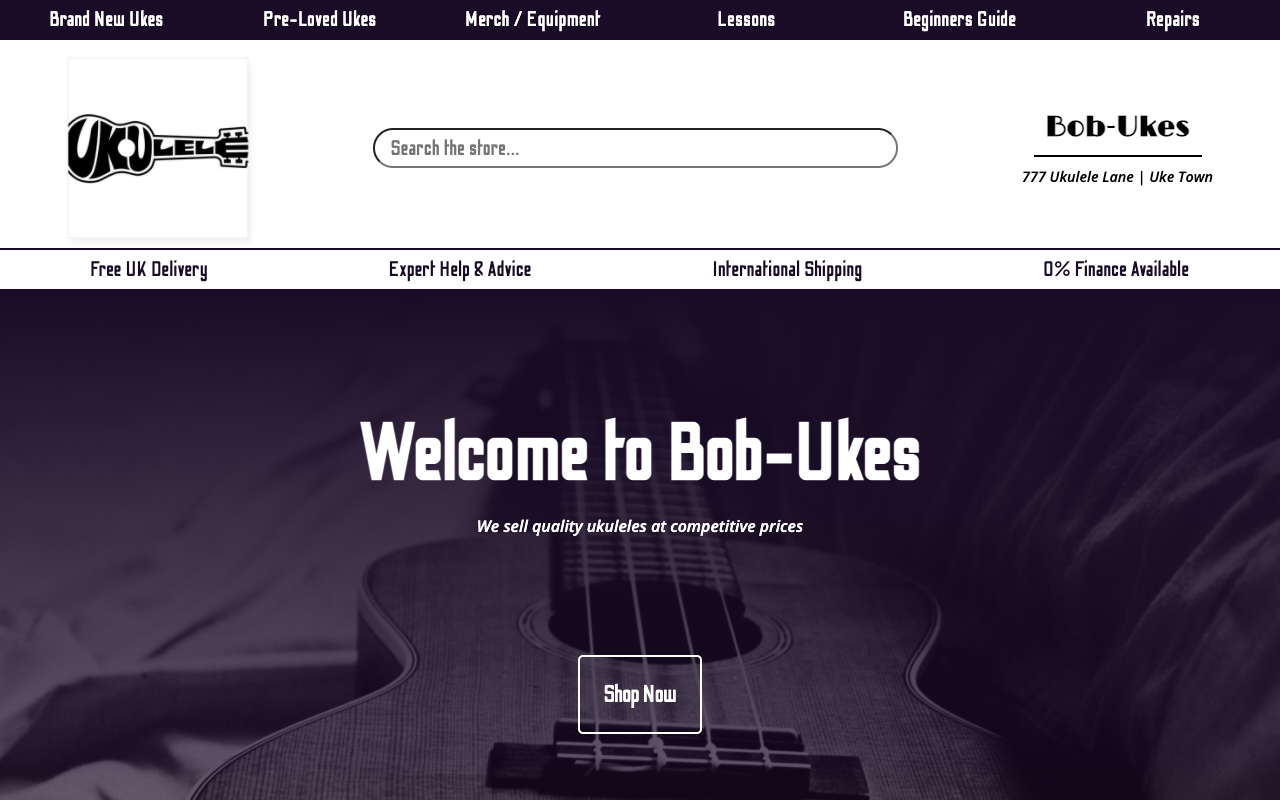 Brand New Ukes
Pre-Loved Ukes
Merch / Equipment
Lessons
Beginners Guide
Repairs
UKULELE
Search the store...
Bob-Ukes
777 Ukulele Lane | Uke Town
Free UK Delivery
Expert Help & Advice
International Shipping
0% Finance Available
Welcome to Bob-Ukes
We sell quality ukuleles at competitive prices
Shop Now